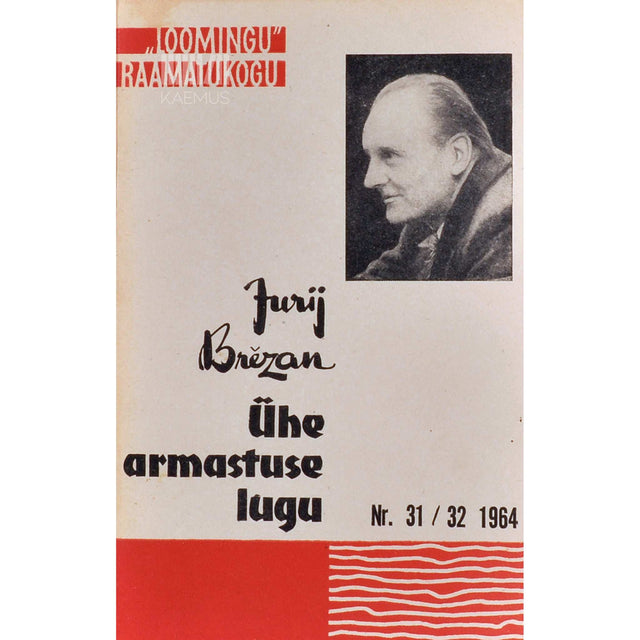 „LOOMINGU”
RAAMATUKOGU
KAEMUS
Jurij
Brězan
Ühe
armastuse
lugu
Nr. 31 / 32 1964